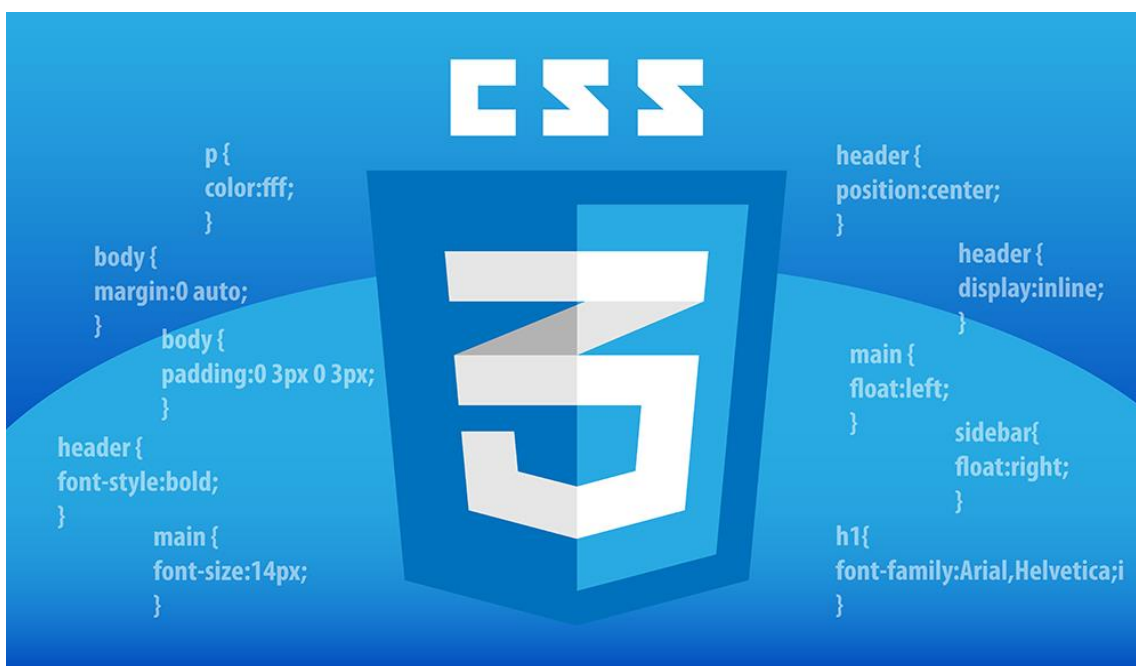 CSS
3
p {
color:fff;
}
body {
margin:0 auto;
}
body {
padding:0 3px 0 3px;
}
header {
font-style:bold;
}
main {
font-size:14px;
}
header {
position:center;
}
header {
display:inline;
}
main {
float:left;
}
sidebar{
float:right;
}
h1{
font-family:Arial,Helvetica;i
}